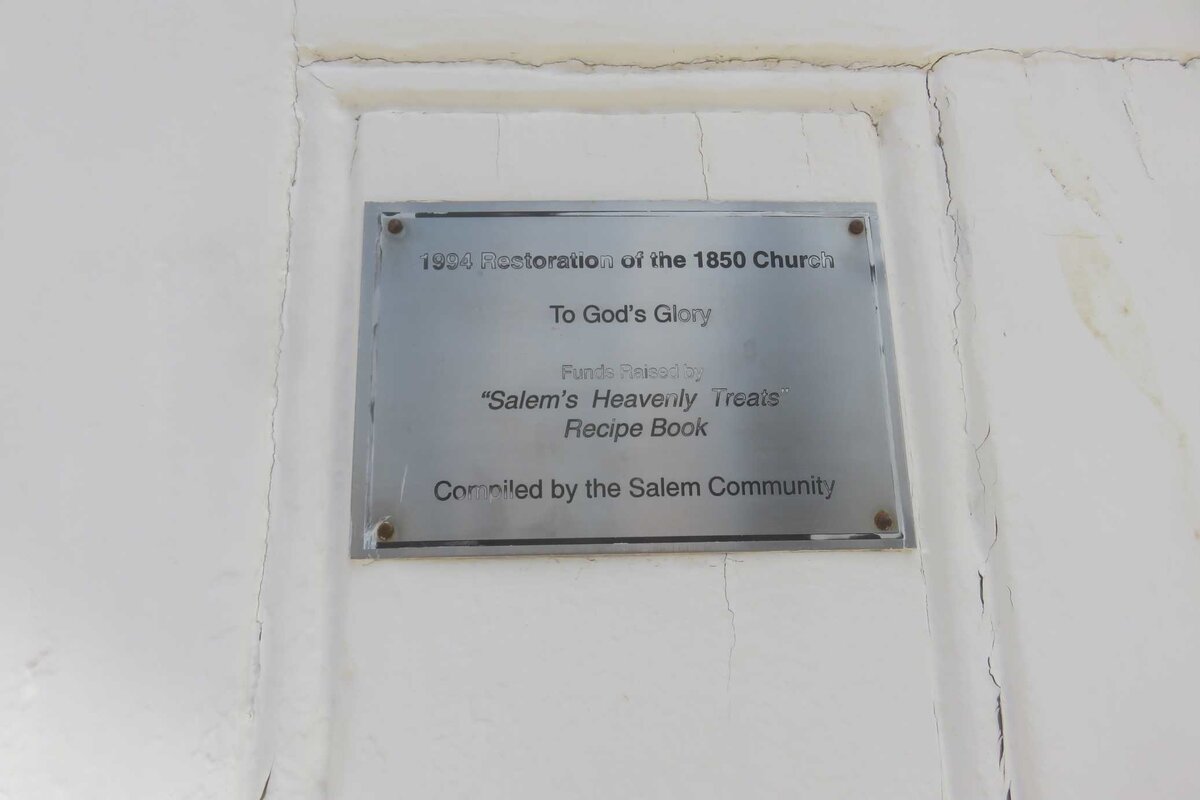 1994 Restoration of the 1850 Church
To God's Glory
Funds Raised by
"Salem's Heavenly Treats"
Recipe Book
Compiled by the Salem Community